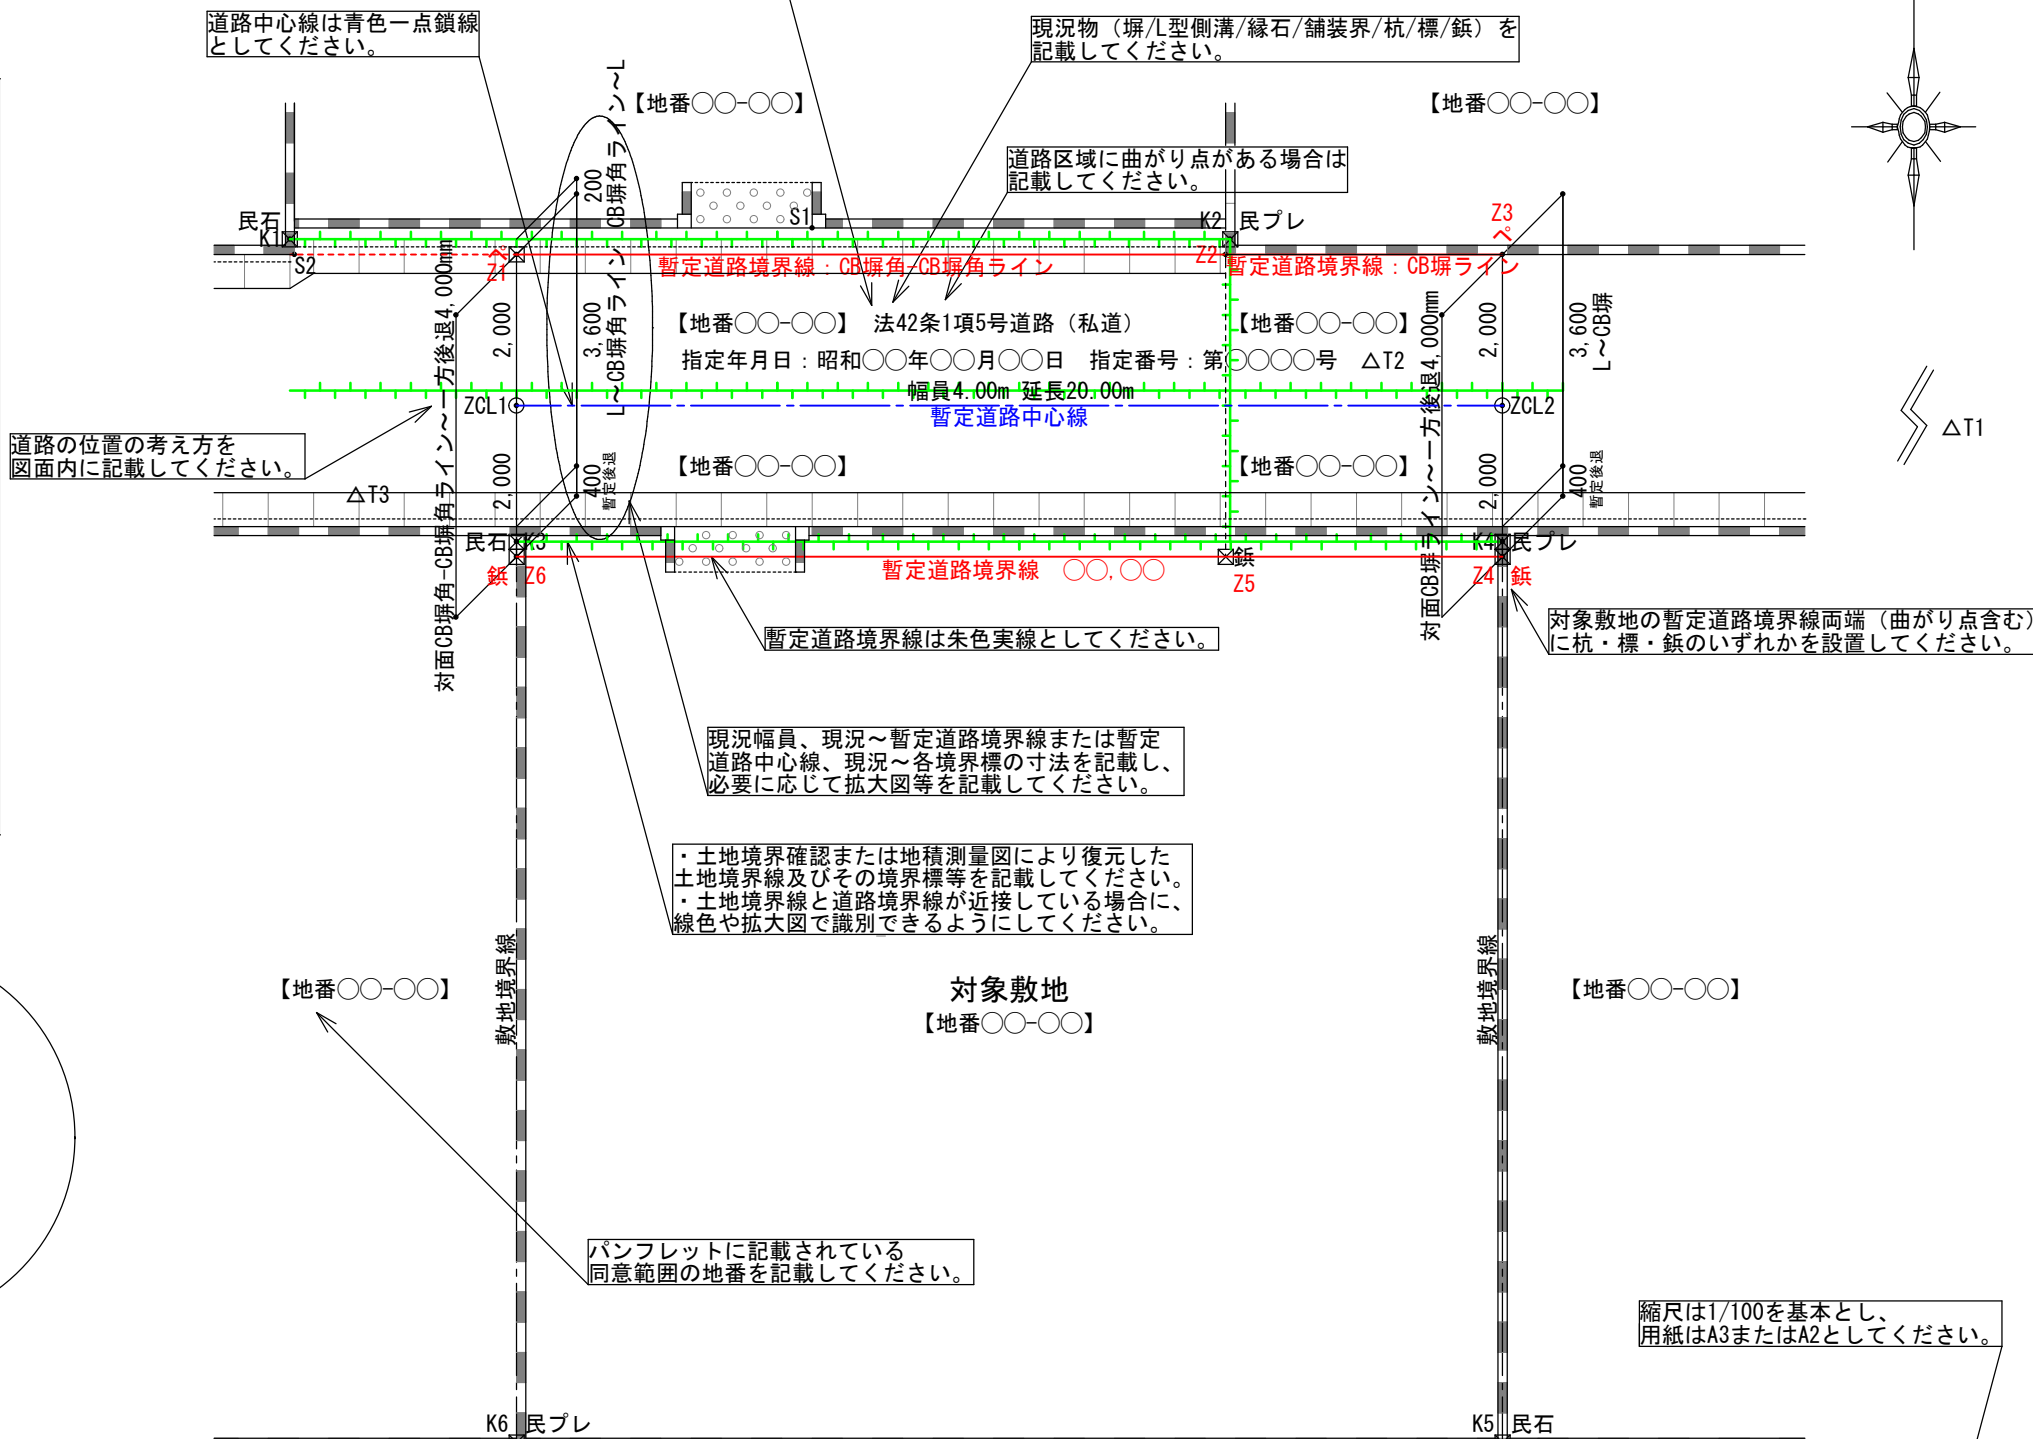 道路中心線は青色一点鎖線
としてください。
現況物（塀/L型側溝/縁石/舗装界/杭/標/鋲）を
記載してください。
【地番〇〇-〇〇】
【地番〇〇-〇〇】
道路区域に曲がり点がある場合は
記載してください。
民石
K1
S2
S1
K2
民プレ
Z3
ペ
ペ
Z1
Z2
200
CB塀角ライン～L
暫定道路境界線：CB塀角-CB塀角ライン
暫定道路境界線：CB塀ライン
対面CB塀角-CB塀角ライン～一方後退4,000mm
2,000
3,600
L～CB塀角ライン
【地番〇〇-〇〇】
法42条1項5号道路（私道）
【地番〇〇-〇〇】
指定年月日：昭和〇〇年〇〇月〇〇日
指定番号：第〇〇〇〇号
△T2
対面CB塀ライン～一方後退4,000mm
2,000
3,600
L～CB塀
幅員4.00m 延長20.00m
ZCL1
暫定道路中心線
ZCL2
△T1
道路の位置の考え方を
図面内に記載してください。
【地番〇〇-〇〇】
【地番〇〇-〇〇】
△T3
2,000
400
暫定後退
2,000
400
暫定後退
民石
K3
K4
民プレ
鋲
Z6
暫定道路境界線　〇〇,〇〇
鋲
Z5
Z4
鋲
暫定道路境界線は朱色実線としてください。
対象敷地の暫定道路境界線両端（曲がり点含む）
に杭・標・鋲のいずれかを設置してください。
現況幅員、現況～暫定道路境界線または暫定
道路中心線、現況～各境界標の寸法を記載し、
必要に応じて拡大図等を記載してください。
・土地境界確認または地積測量図により復元した
土地境界線及びその境界標等を記載してください。
・土地境界線と道路境界線が近接している場合に、
線色や拡大図で識別できるようにしてください。
敷地境界線
敷地境界線
【地番〇〇-〇〇】
対象敷地
【地番〇〇-〇〇】
【地番〇〇-〇〇】
パンフレットに記載されている
同意範囲の地番を記載してください。
縮尺は1/100を基本とし、
用紙はA3またはA2としてください。
K6
民プレ
K5
民石